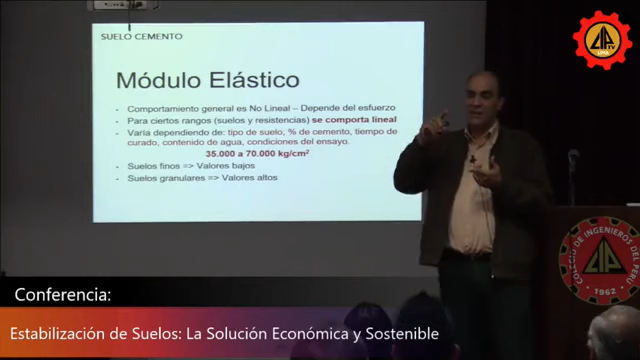 SUELO CEMENTO
Módulo Elástico
- Comportamiento general es No Lineal – Depende del esfuerzo
- Para ciertos rangos (suelos y resistencias) se comporta lineal
- Varía dependiendo de: tipo de suelo, % de cemento, tiempo de
curado, contenido de agua, condiciones del ensayo.
35.000 a 70.000 kg/cm²
- Suelos finos => Valores bajos
- Suelos granulares => Valores altos
CIP
TV
LIMA
COLEGIO DE INGENIEROS DEL PERU
CIP
· 1962 ·
Conferencia:
Estabilización de Suelos: La Solución Económica y Sostenible